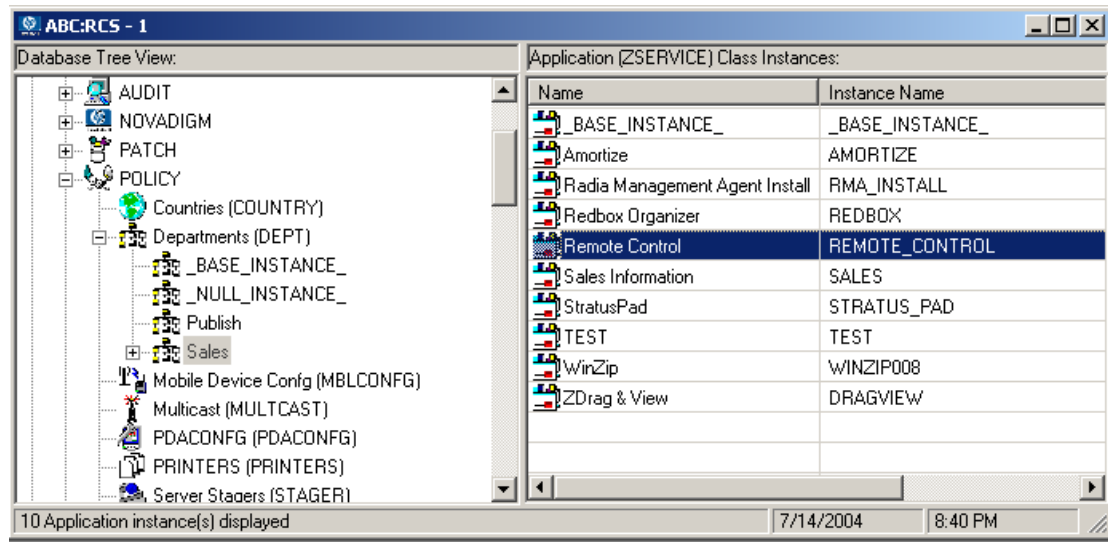 ABC:RCS - 1
Database Tree View:
AUDIT
NOVADIGM
PATCH
POLICY
Countries (COUNTRY)
Departments (DEPT)
_BASE_INSTANCE_
_NULL_INSTANCE_
Publish
Sales
Mobile Device Confg (MBLCONFG)
Multicast (MULTCAST)
PDACONFG (PDACONFG)
PRINTERS (PRINTERS)
Server Stagers (STAGER)
Application (ZSERVICE) Class Instances:
Name Instance Name
_BASE_INSTANCE_ _BASE_INSTANCE_
Amortize AMORTIZE
Radia Management Agent Install RMA_INSTALL
Redbox Organizer REDBOX
Remote Control REMOTE_CONTROL
Sales Information SALES
StratusPad STRATUS_PAD
TEST TEST
WinZip WINZIP008
ZDrag & View DRAGVIEW
10 Application instance(s) displayed 7/14/2004 8:40 PM